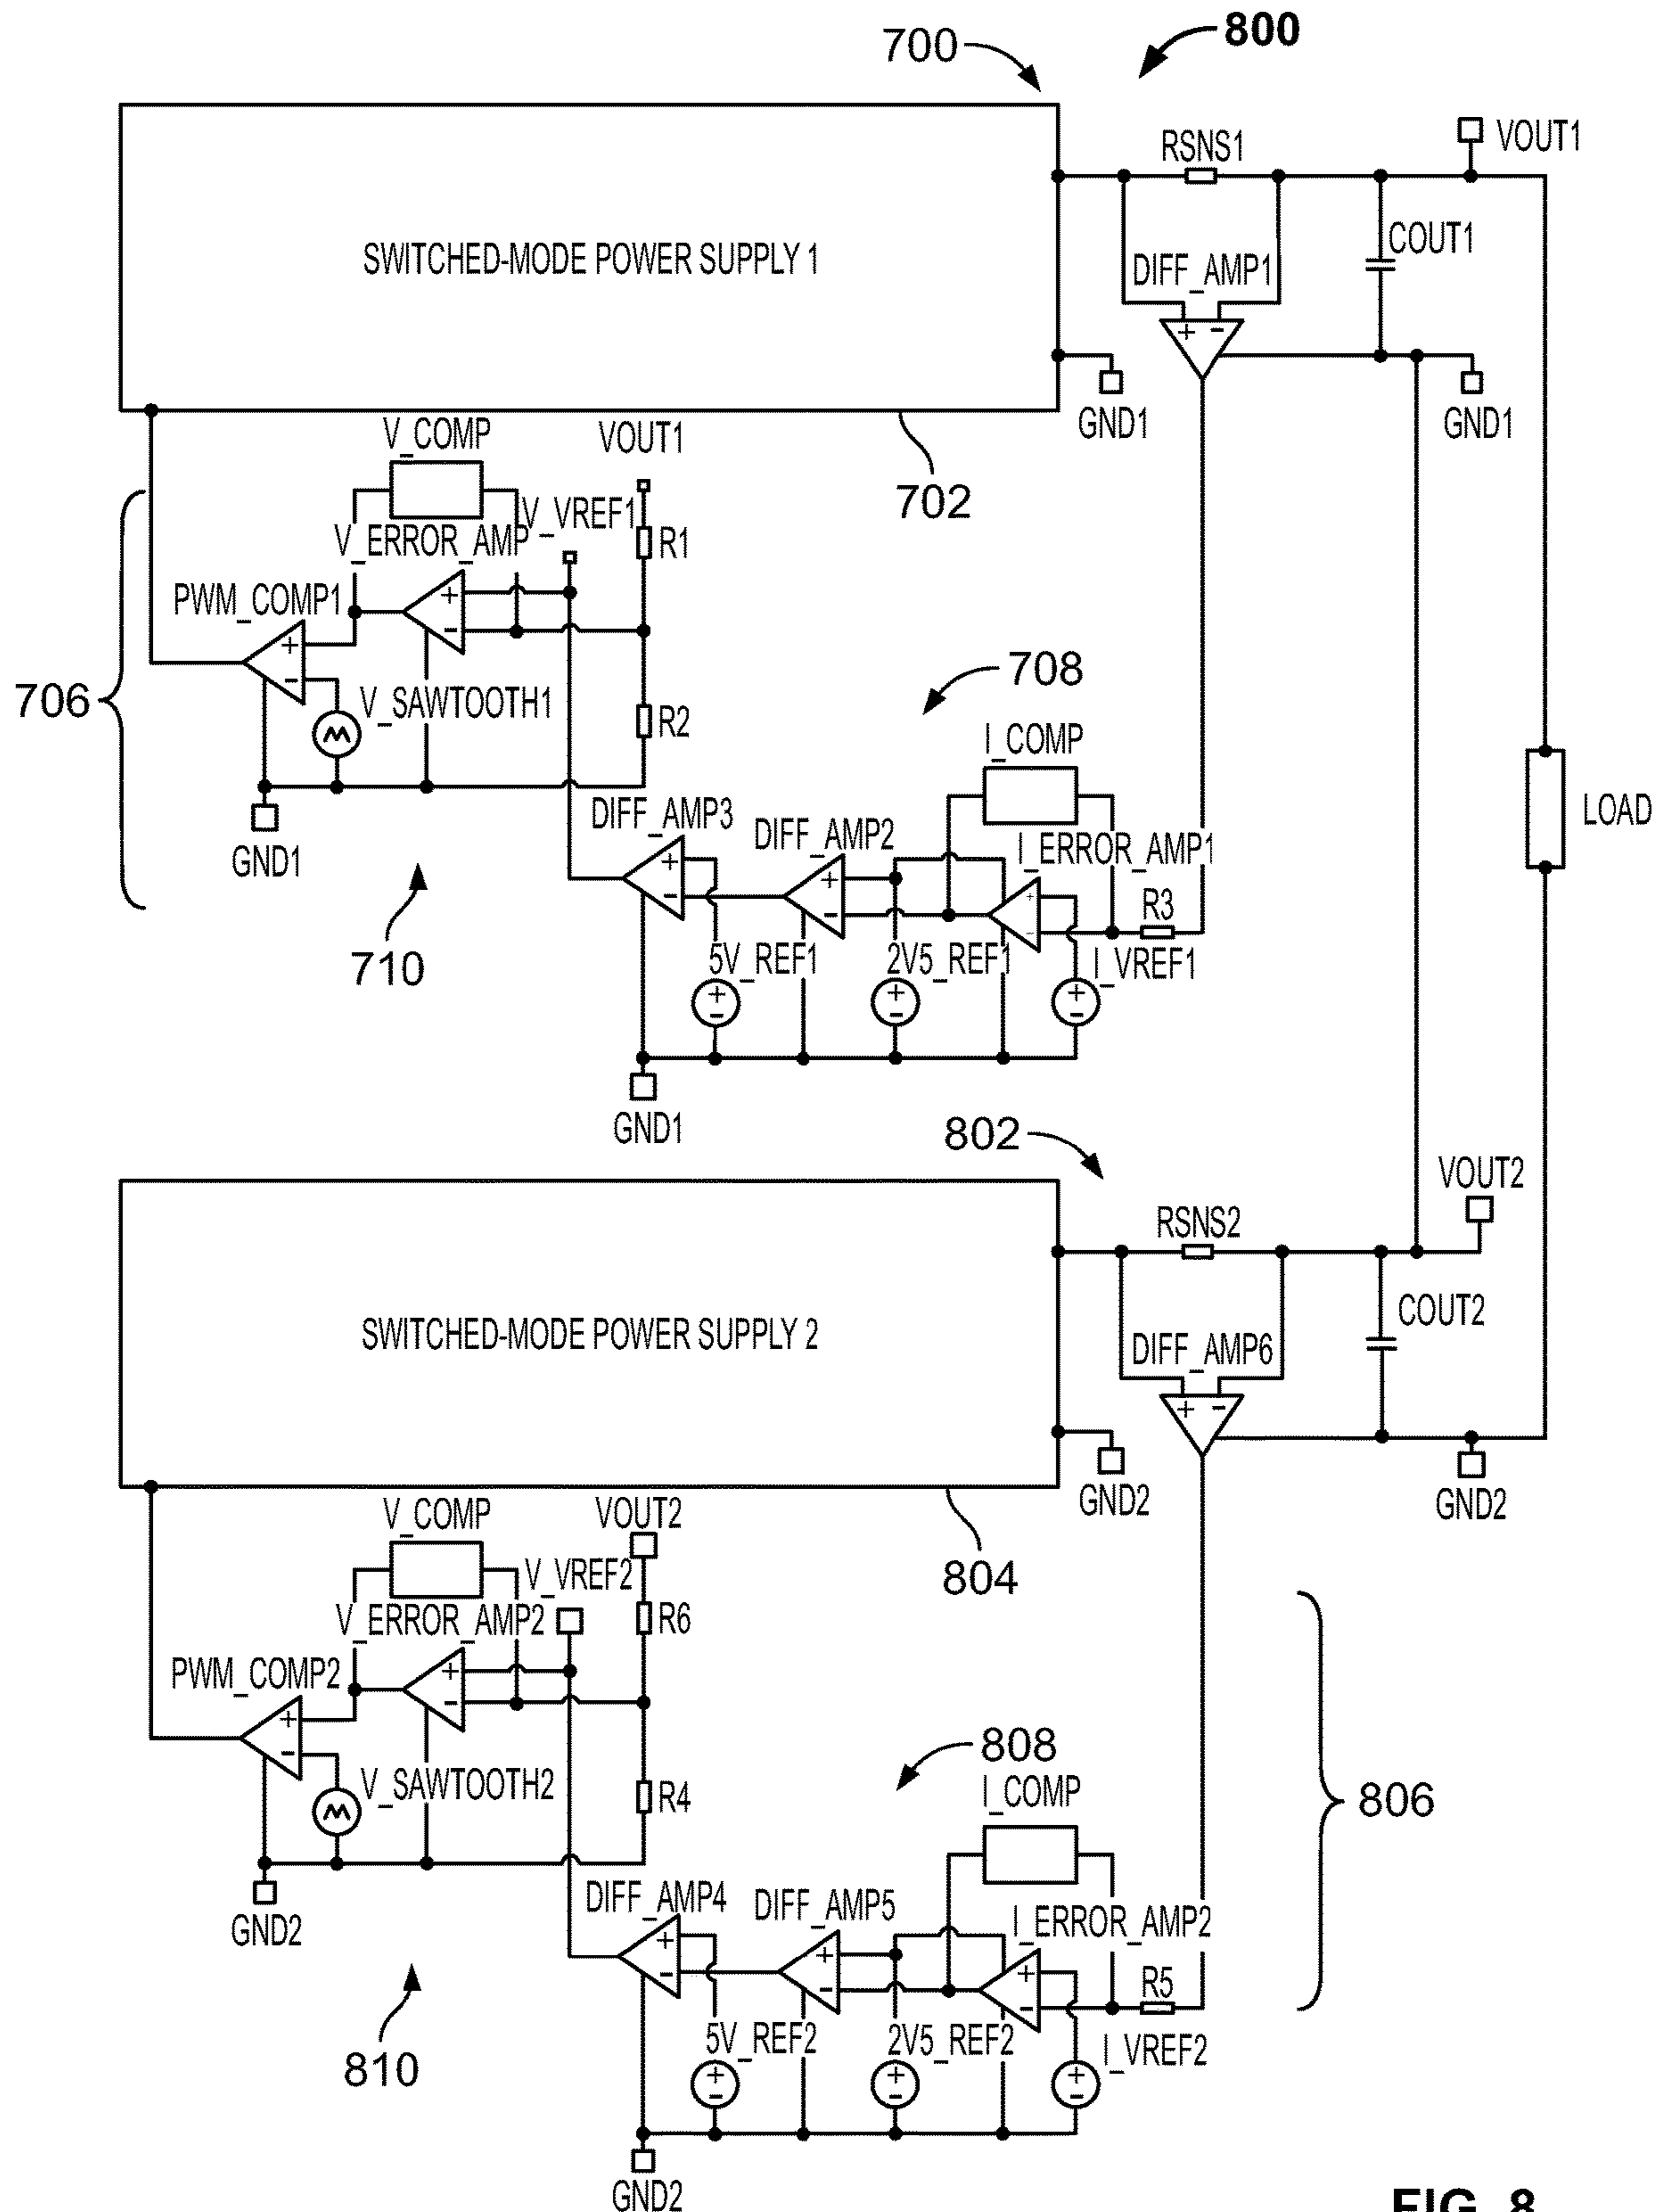 800
700
RSNS1
VOUT1
SWITCHED-MODE POWER SUPPLY 1
COUT1
DIFF_AMP1
+ -
GND1
GND1
702
V_COMP
VOUT1
V_VREF1
V_ERROR_AMP
R1
PWM_COMP1
+
-
+
-
706
V_SAWTOOTH1
R2
708
I_COMP
LOAD
GND1
DIFF_AMP3
DIFF_AMP2
I_ERROR_AMP1
+
-
+
-
+
-
R3
710
5V_REF1
2V5_REF1
I_VREF1
+
-
+
-
+
-
GND1
802
VOUT2
RSNS2
SWITCHED-MODE POWER SUPPLY 2
COUT2
DIFF_AMP6
+ -
GND2
GND2
804
V_COMP
VOUT2
V_VREF2
V_ERROR_AMP2
R6
PWM_COMP2
+
-
+
-
V_SAWTOOTH2
R4
808
I_COMP
806
GND2
DIFF_AMP4
DIFF_AMP5
I_ERROR_AMP2
+
-
+
-
+
-
R5
810
5V_REF2
2V5_REF2
I_VREF2
+
-
+
-
+
-
GND2
FIG. 8